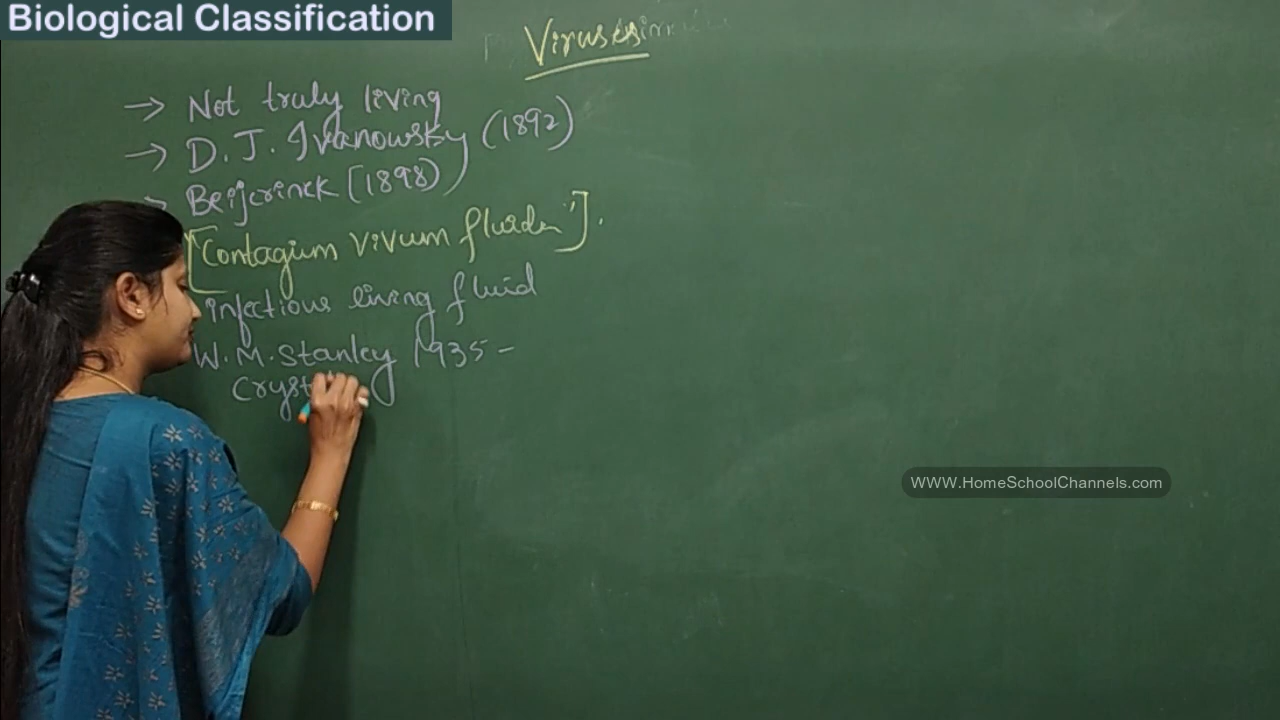 Biological Classification
Viruses
→ Not truly living
→ D. J. Ivanowsky (1892)
→ Beijerinck (1898)
[Contagium vivum fluidum"].
infectious living fluid
W. M. Stanley 1935 -
WWW.HomeSchoolChannels.com